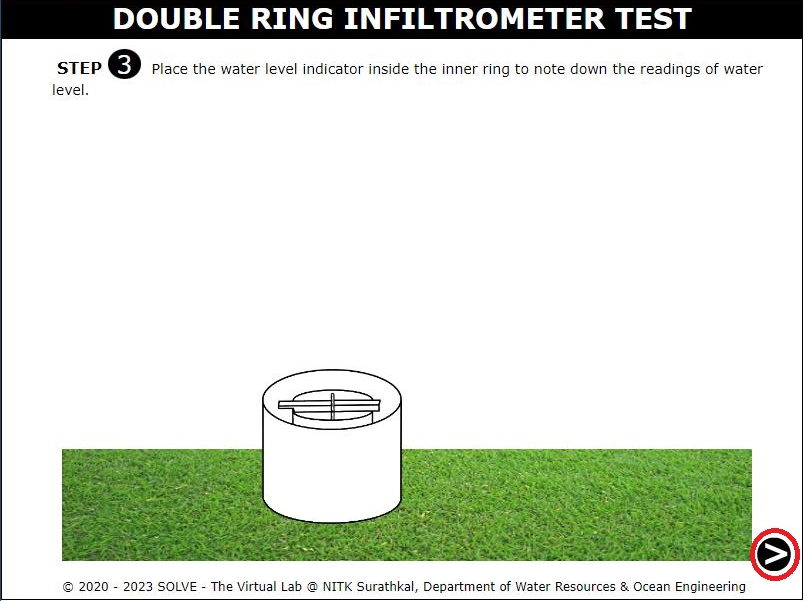 DOUBLE RING INFILTROMETER TEST
STEP 3 Place the water level indicator inside the inner ring to note down the readings of water
level.
>
© 2020 - 2023 SOLVE - The Virtual Lab @ NITK Surathkal, Department of Water Resources & Ocean Engineering